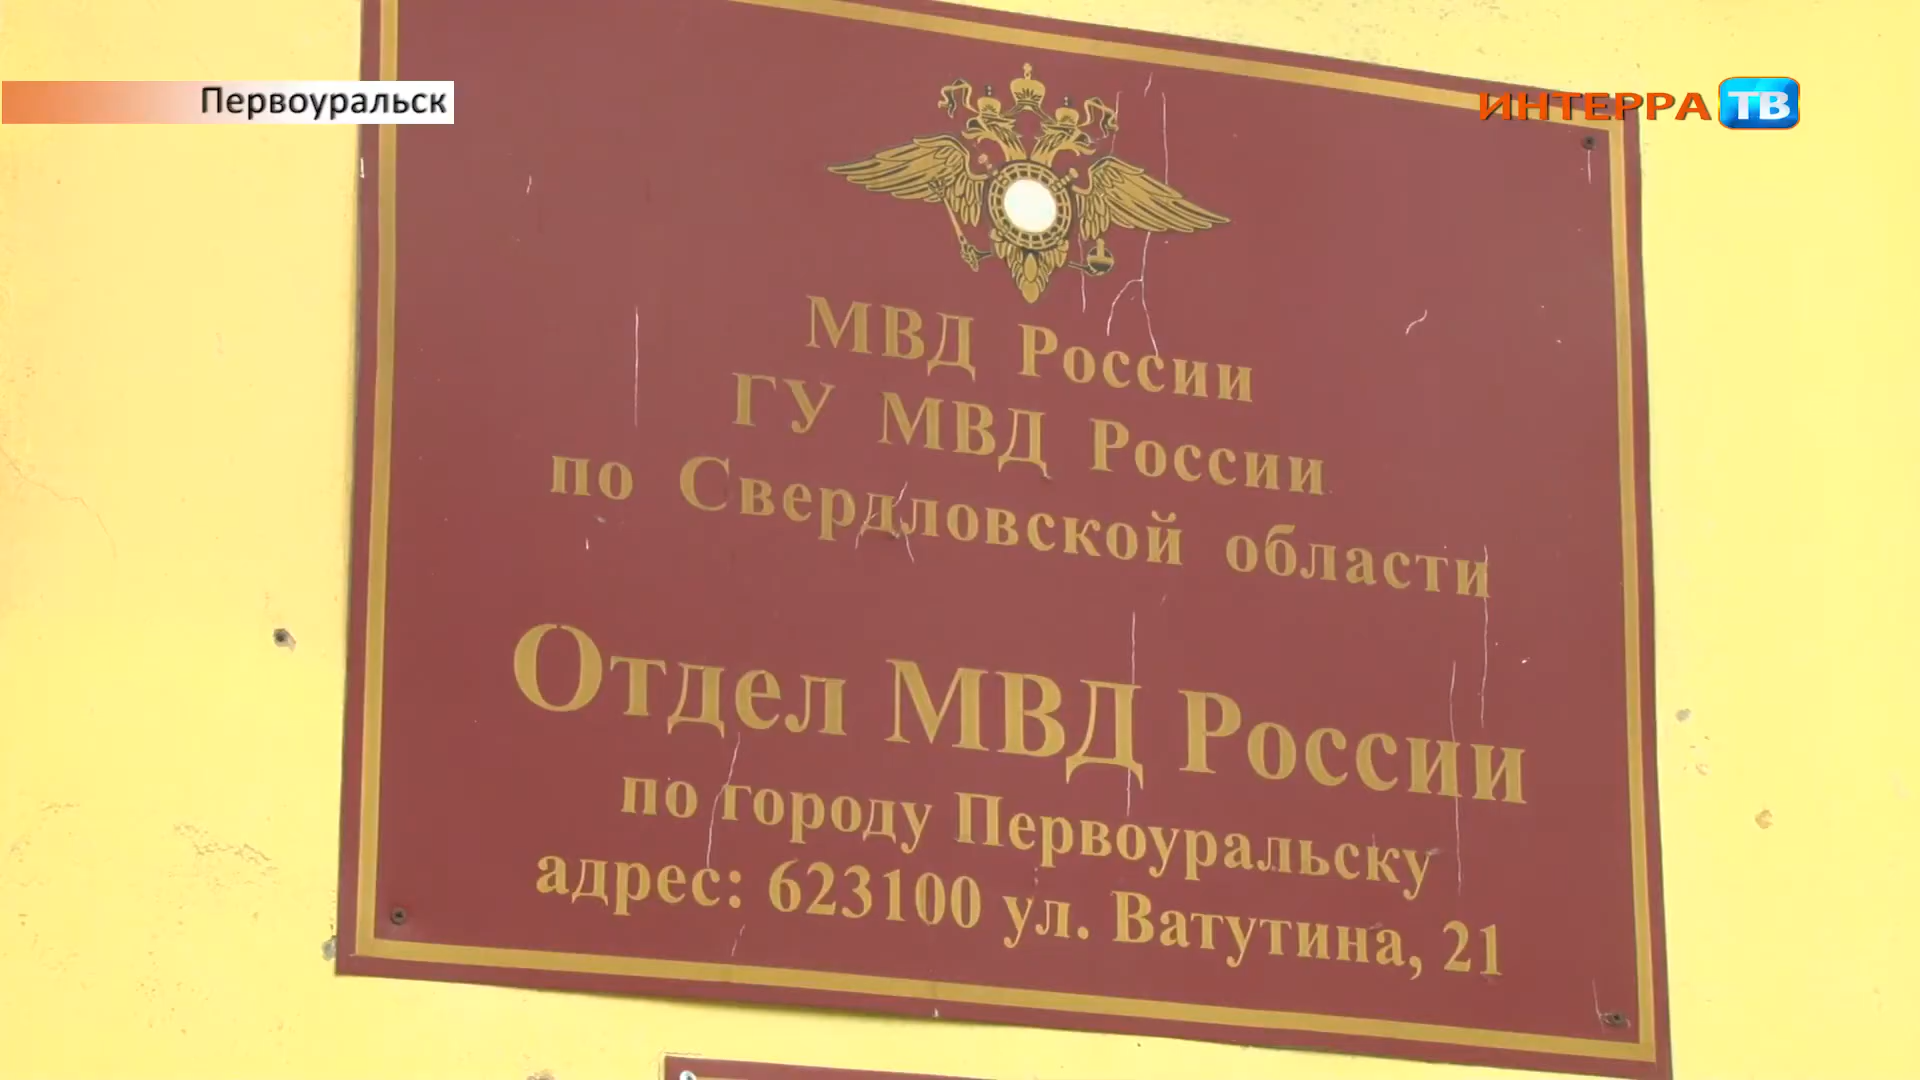 Первоуральск
ИНТЕРРА ТВ
МВД России
ГУ МВД России
по Свердловской области
Отдел МВД России
по городу Первоуральску
адрес: 623100 ул. Ватутина, 21